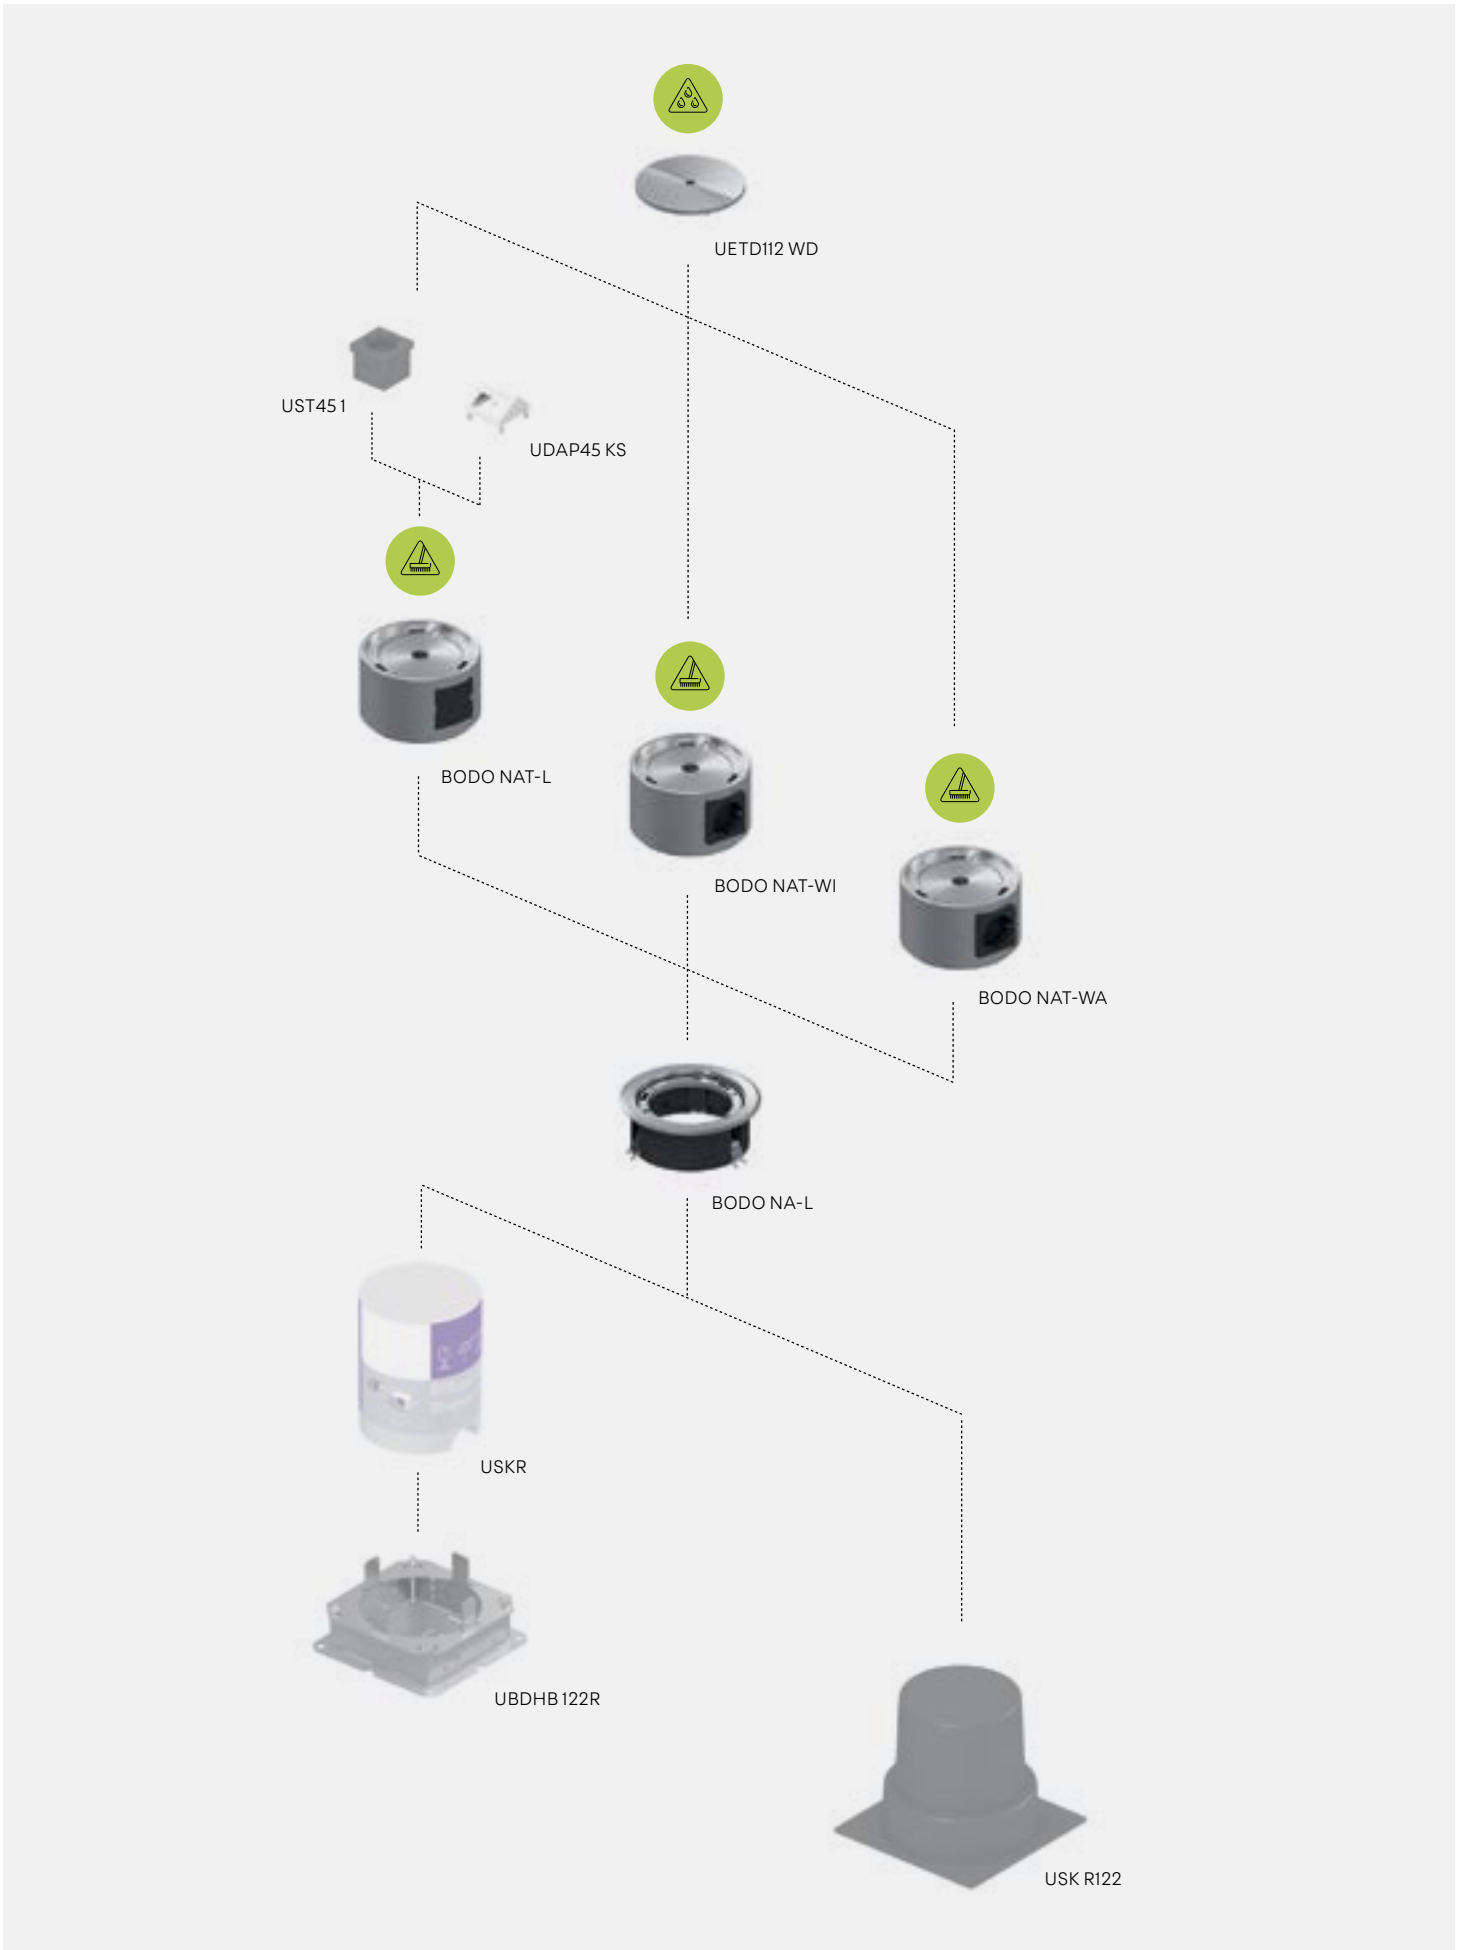 UETD112 WD
UST45 1
UDAP45 KS
BODO NAT-L
BODO NAT-WI
BODO NAT-WA
BODO NA-L
USKR
UBDHB 122R
USK R122